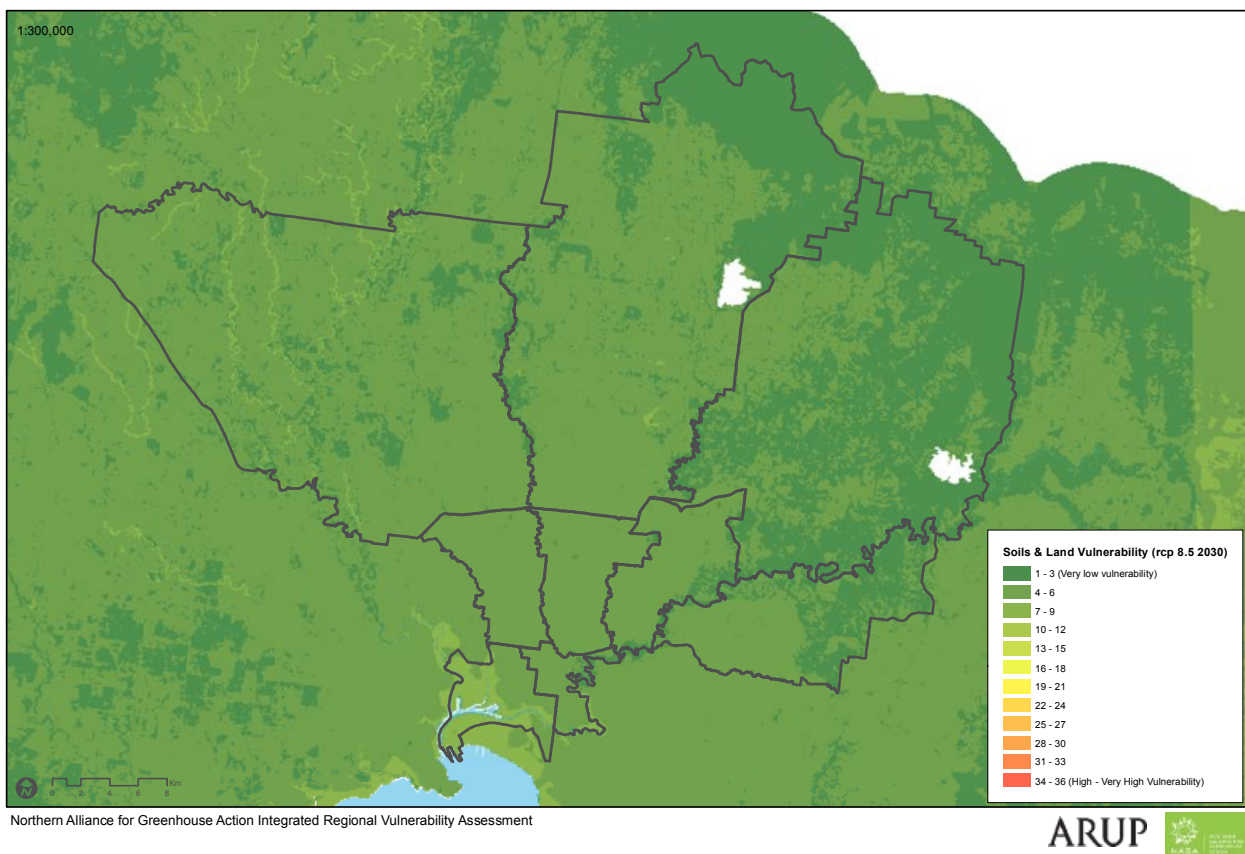 1:300,000
Soils & Land Vulnerability (rcp 8.5 2030)
1 - 3 (Very low vulnerability)
4 - 6
7 - 9
10 - 12
13 - 15
16 - 18
19 - 21
22 - 24
25 - 27
28 - 30
31 - 33
34 - 36 (High - Very High Vulnerability)
N
0 2 4 6 8 Km
Northern Alliance for Greenhouse Action Integrated Regional Vulnerability Assessment
ARUP
NAGA